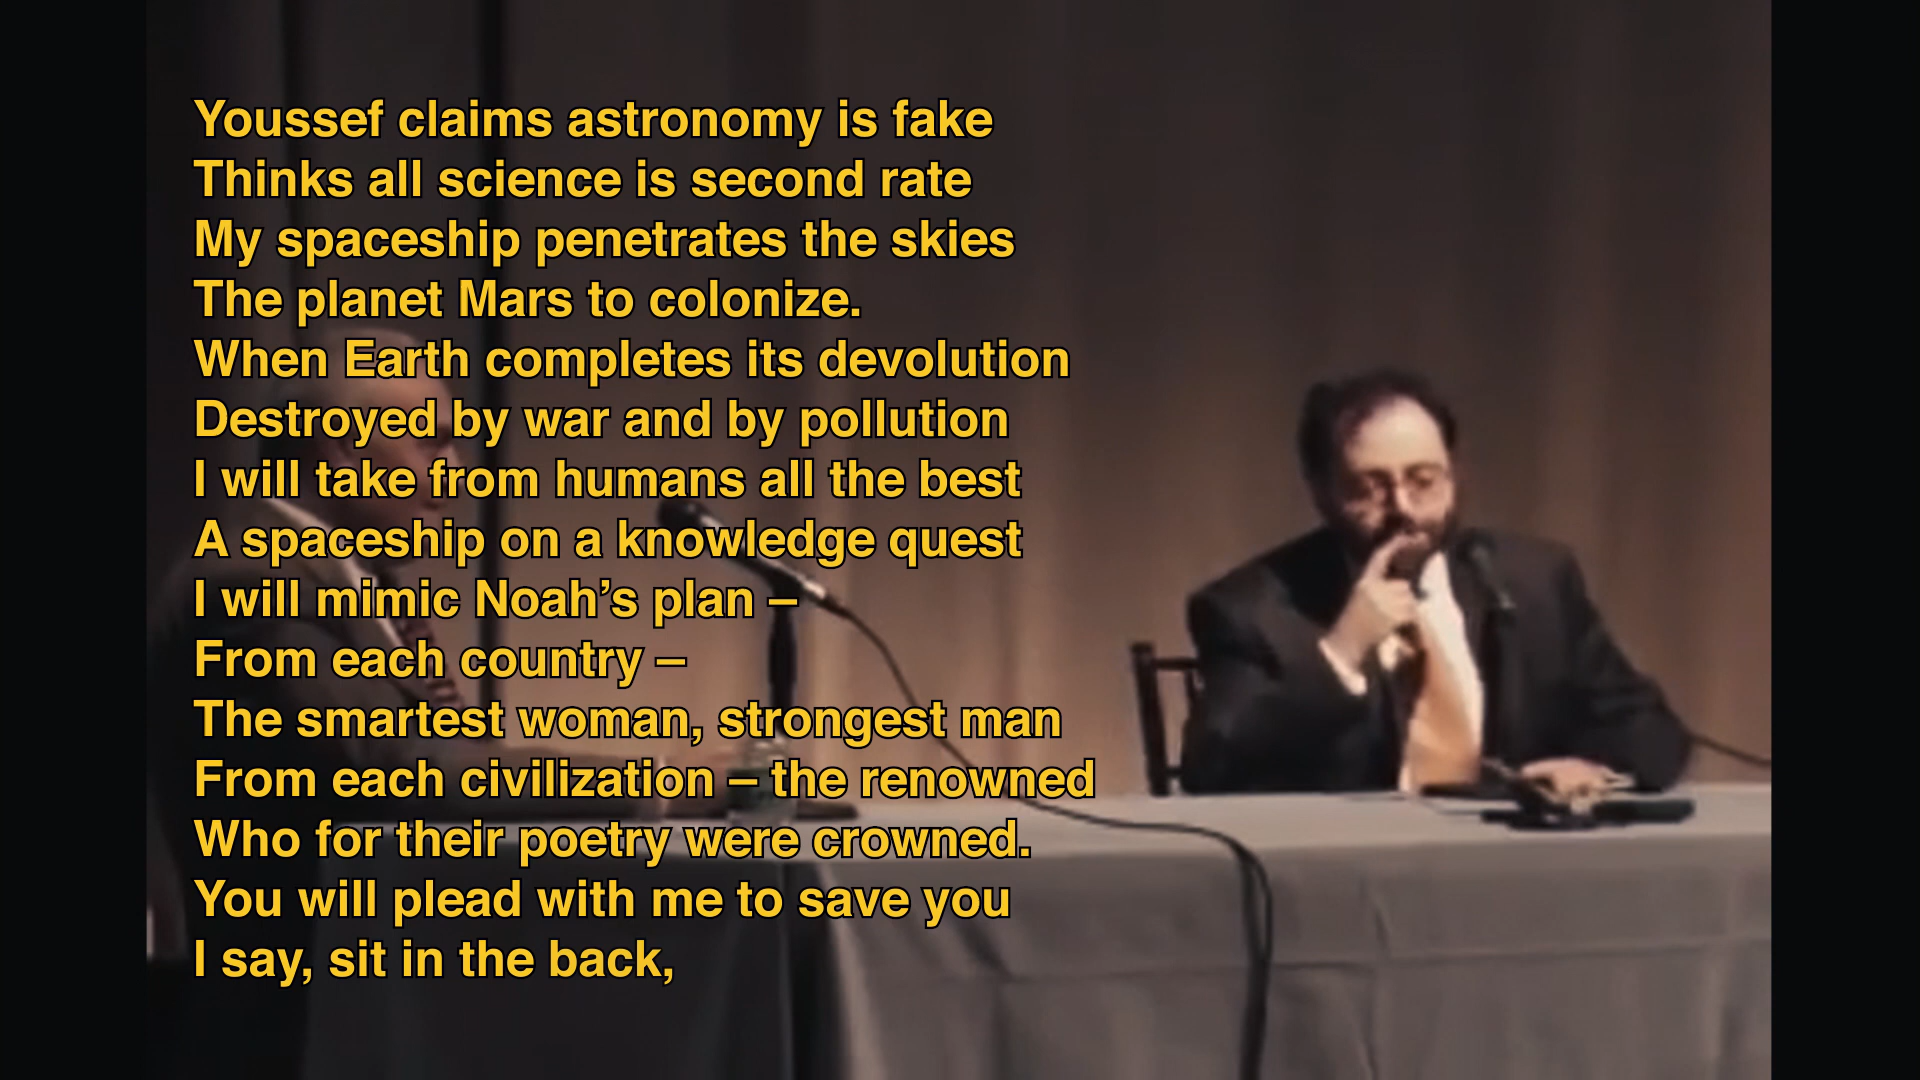 Youssef claims astronomy is fake
Thinks all science is second rate
My spaceship penetrates the skies
The planet Mars to colonize.
When Earth completes its devolution
Destroyed by war and by pollution
I will take from humans all the best
A spaceship on a knowledge quest
I will mimic Noah’s plan –
From each country –
The smartest woman, strongest man
From each civilization – the renowned
Who for their poetry were crowned.
You will plead with me to save you
I say, sit in the back,